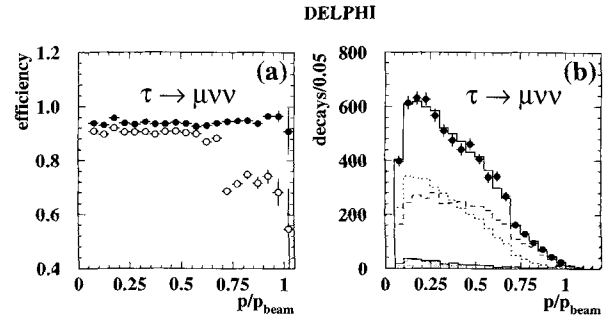 DELPHI
efficiency
1.2
1.0
0.8
0.6
0.4
(a)
τ → μνν
0 0.25 0.5 0.75 1
p/p_beam
decays/0.05
800
600
400
200
0
(b)
τ → μνν
0 0.25 0.5 0.75 1
p/p_beam